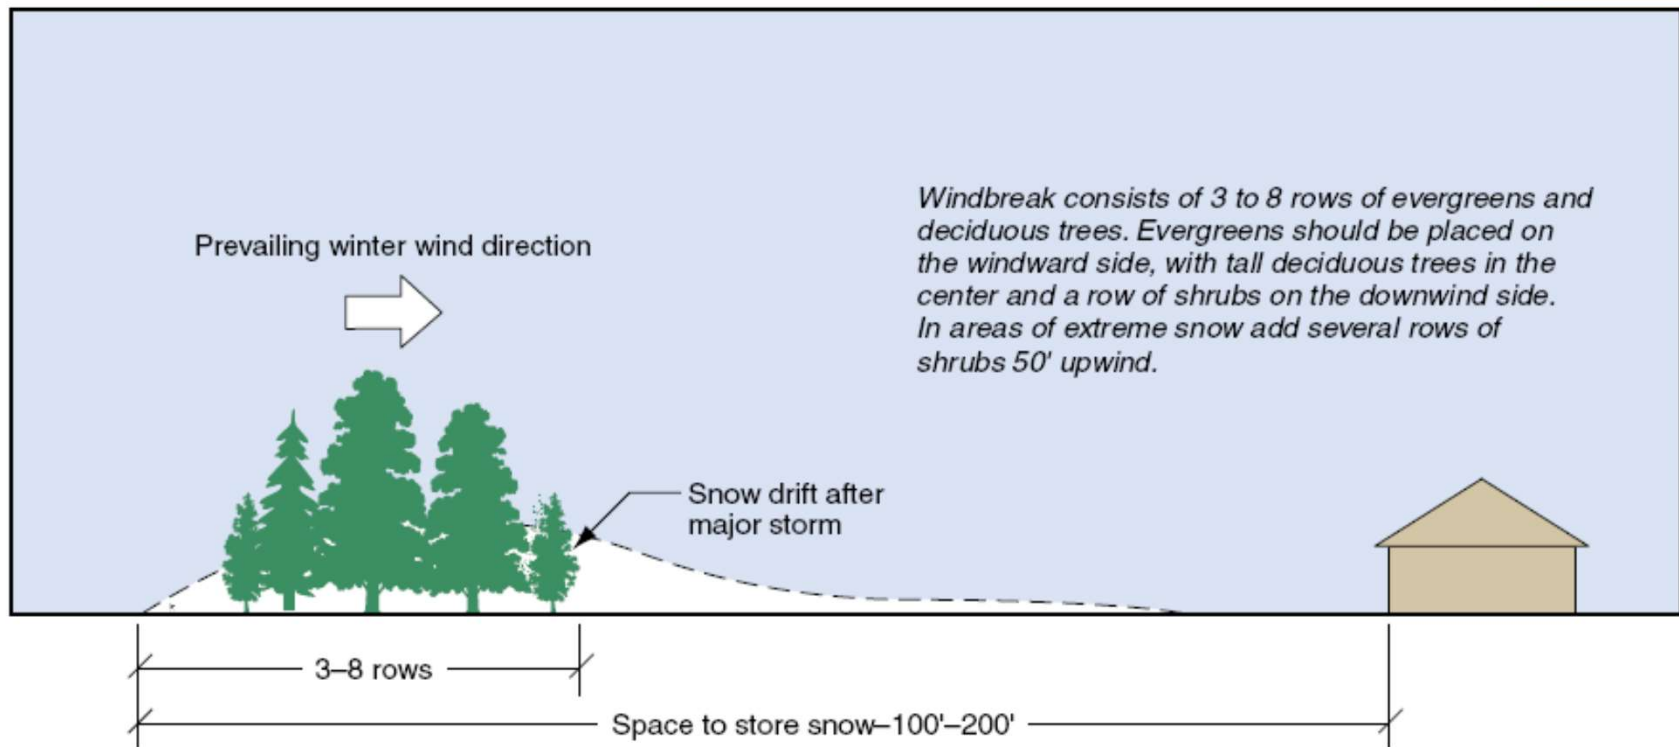 Prevailing winter wind direction
Windbreak consists of 3 to 8 rows of evergreens and
deciduous trees. Evergreens should be placed on
the windward side, with tall deciduous trees in the
center and a row of shrubs on the downwind side.
In areas of extreme snow add several rows of
shrubs 50' upwind.
Snow drift after
major storm
3–8 rows
Space to store snow–100'–200'